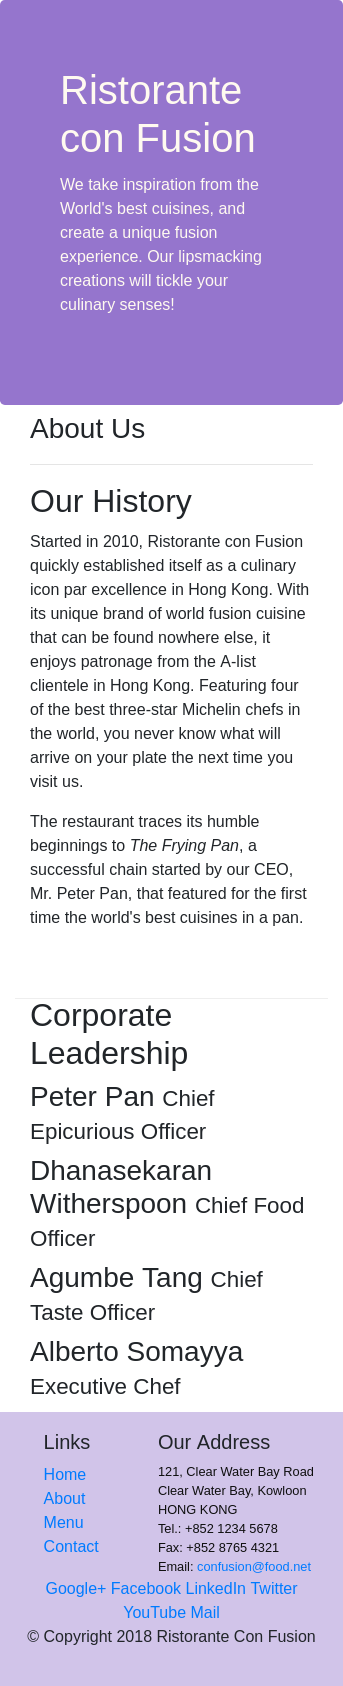 Ristorante
con Fusion
We take inspiration from the
World's best cuisines, and
create a unique fusion
experience. Our lipsmacking
creations will tickle your
culinary senses!
About Us
Our History
Started in 2010, Ristorante con Fusion
quickly established itself as a culinary
icon par excellence in Hong Kong. With
its unique brand of world fusion cuisine
that can be found nowhere else, it
enjoys patronage from the A-list
clientele in Hong Kong. Featuring four
of the best three-star Michelin chefs in
the world, you never know what will
arrive on your plate the next time you
visit us.
The restaurant traces its humble
beginnings to The Frying Pan, a
successful chain started by our CEO,
Mr. Peter Pan, that featured for the first
time the world's best cuisines in a pan.
Corporate
Leadership
Peter Pan Chief
Epicurious Officer
Dhanasekaran
Witherspoon Chief Food
Officer
Agumbe Tang Chief
Taste Officer
Alberto Somayya
Executive Chef
Links
Home
About
Menu
Contact
Our Address
121, Clear Water Bay Road
Clear Water Bay, Kowloon
HONG KONG
Tel.: +852 1234 5678
Fax: +852 8765 4321
Email: confusion@food.net
Google+ Facebook LinkedIn Twitter
YouTube Mail
© Copyright 2018 Ristorante Con Fusion